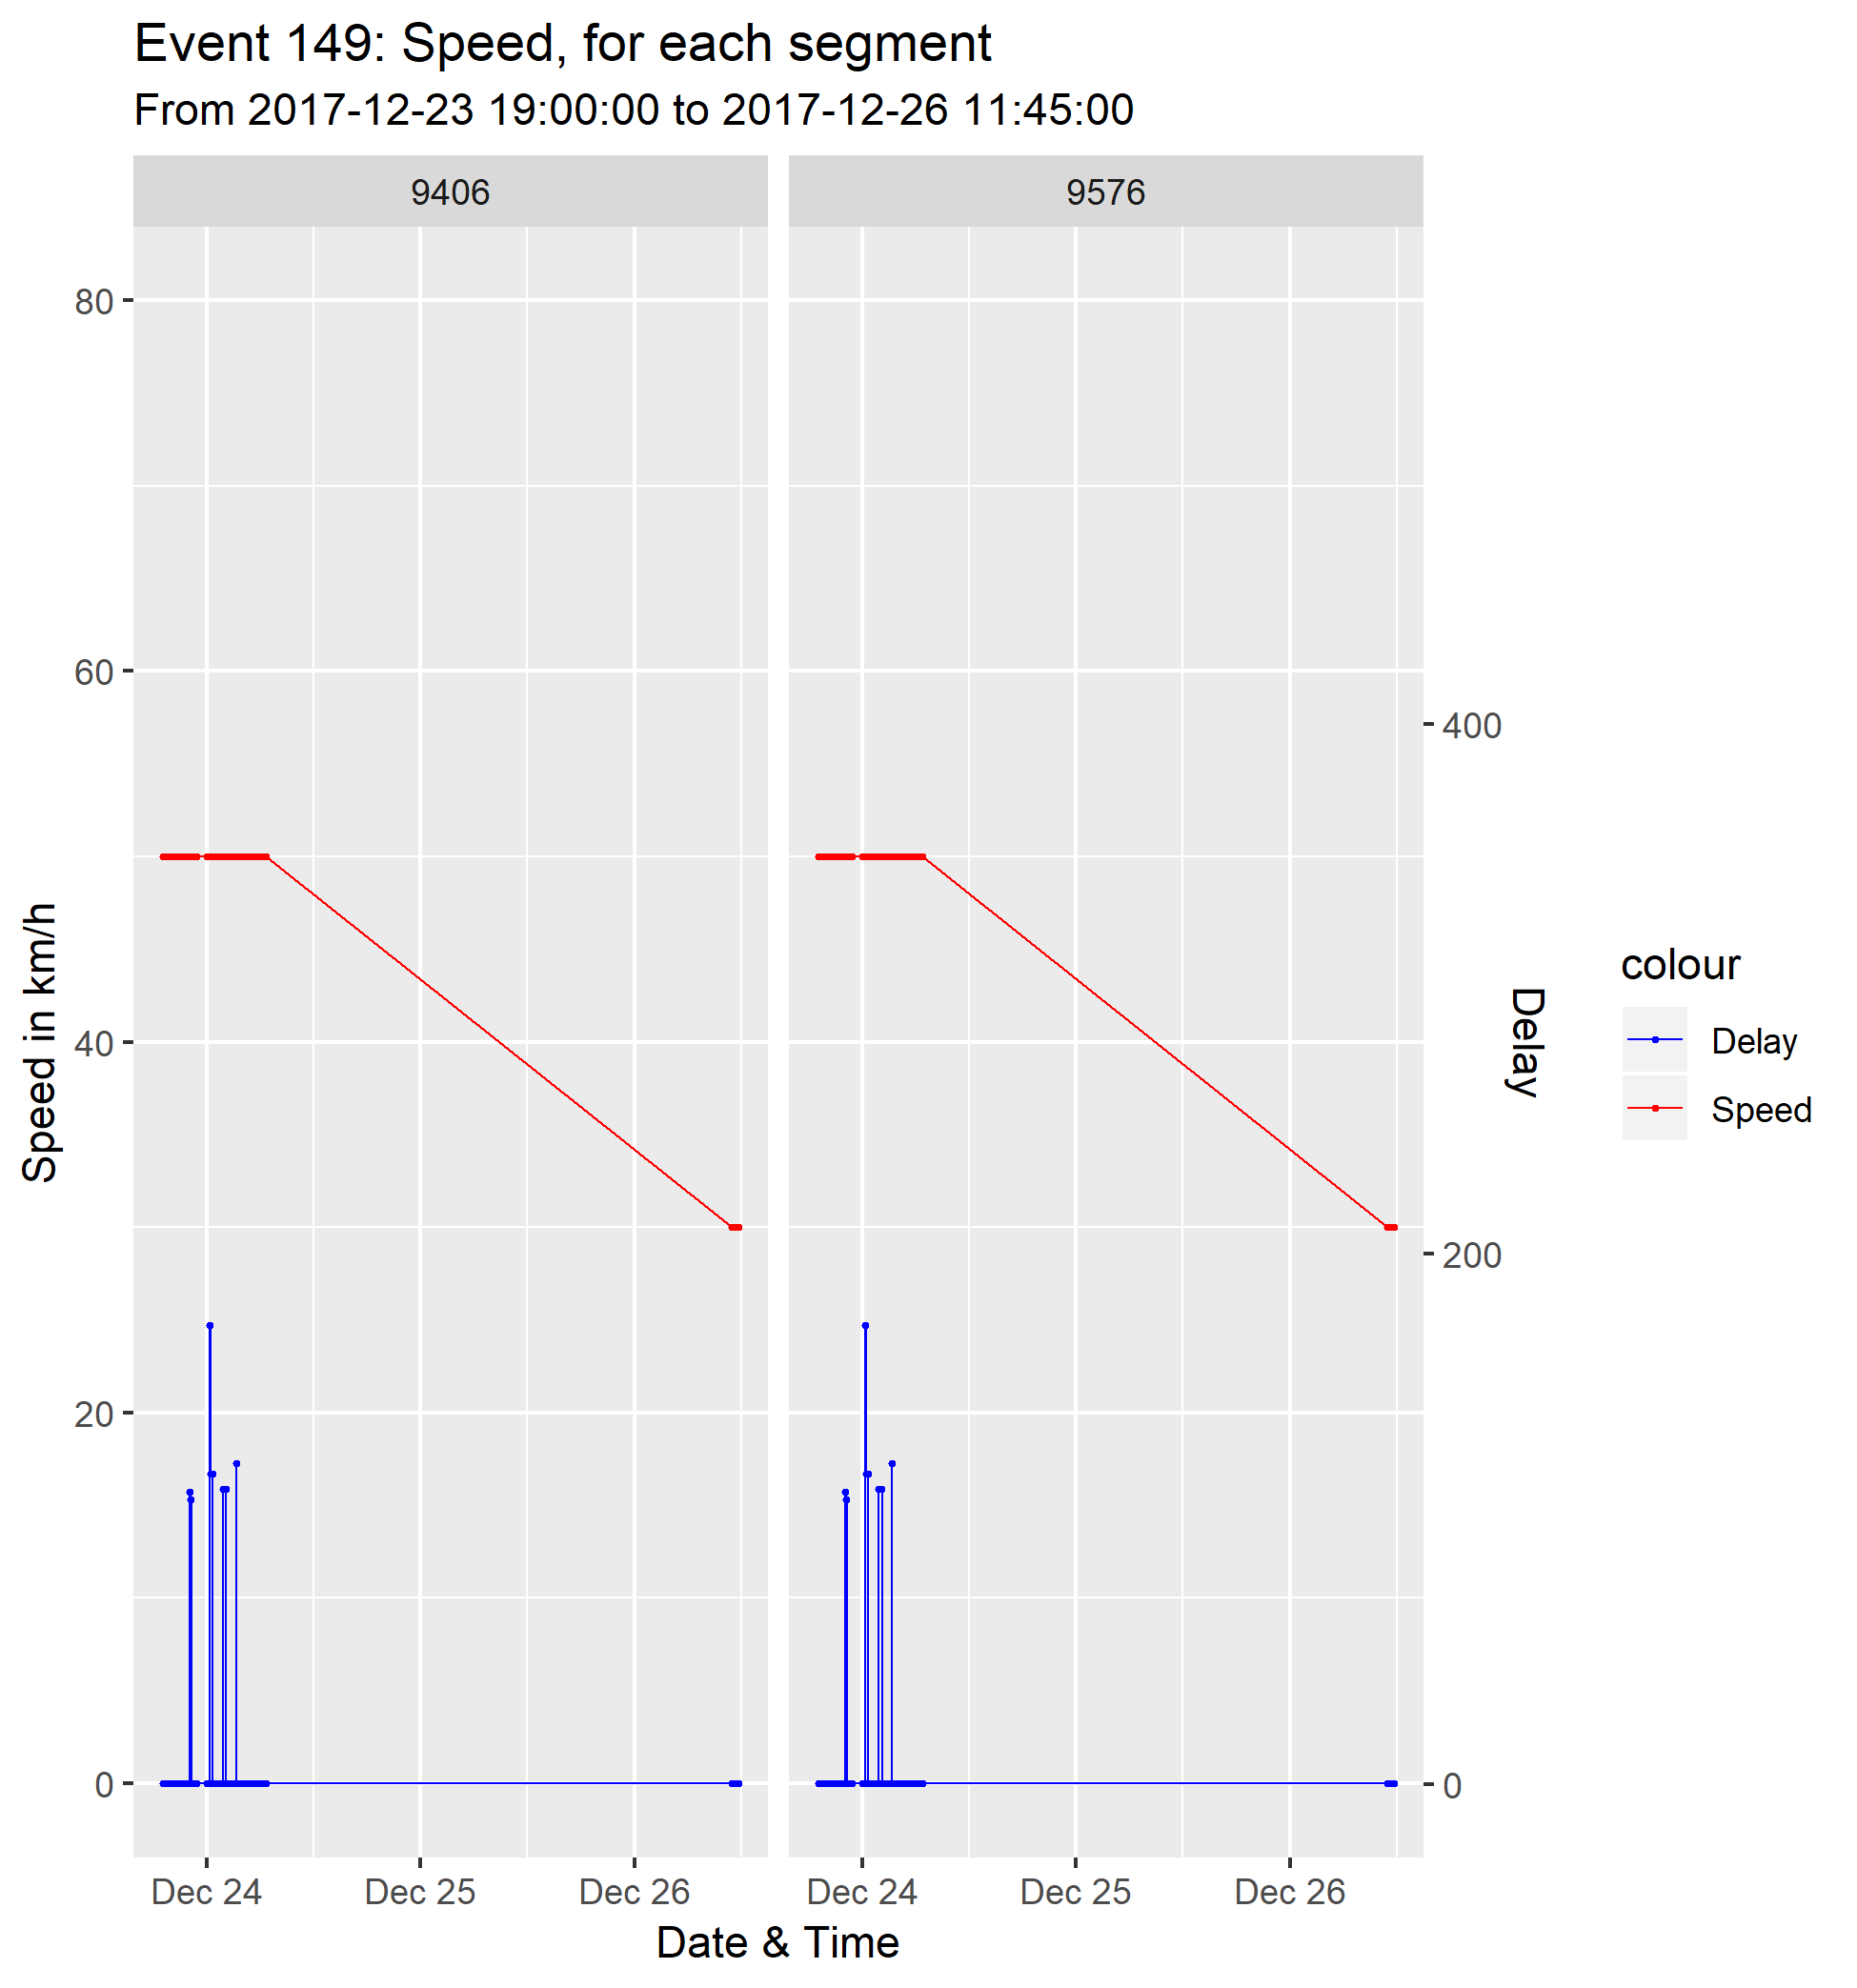 Event 149: Speed, for each segment
From 2017-12-23 19:00:00 to 2017-12-26 11:45:00
9406
9576
80
60
40
20
0
Speed in km/h
400
200
0
Delay
Dec 24
Dec 25
Dec 26
Dec 24
Dec 25
Dec 26
Date & Time
colour
Delay
Speed